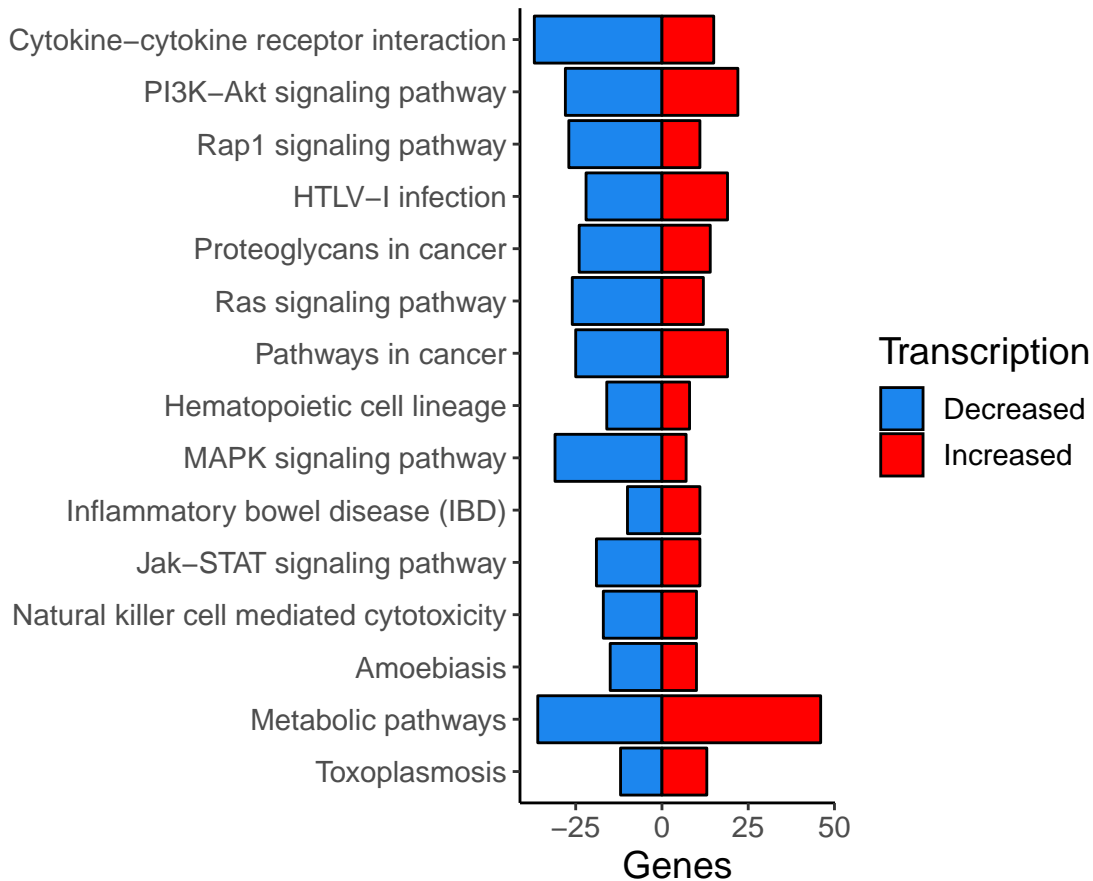 Cytokine−cytokine receptor interaction
PI3K−Akt signaling pathway
Rap1 signaling pathway
HTLV−I infection
Proteoglycans in cancer
Ras signaling pathway
Pathways in cancer
Hematopoietic cell lineage
MAPK signaling pathway
Inflammatory bowel disease (IBD)
Jak−STAT signaling pathway
Natural killer cell mediated cytotoxicity
Amoebiasis
Metabolic pathways
Toxoplasmosis
−25 0 25 50
Genes
Transcription
Decreased
Increased